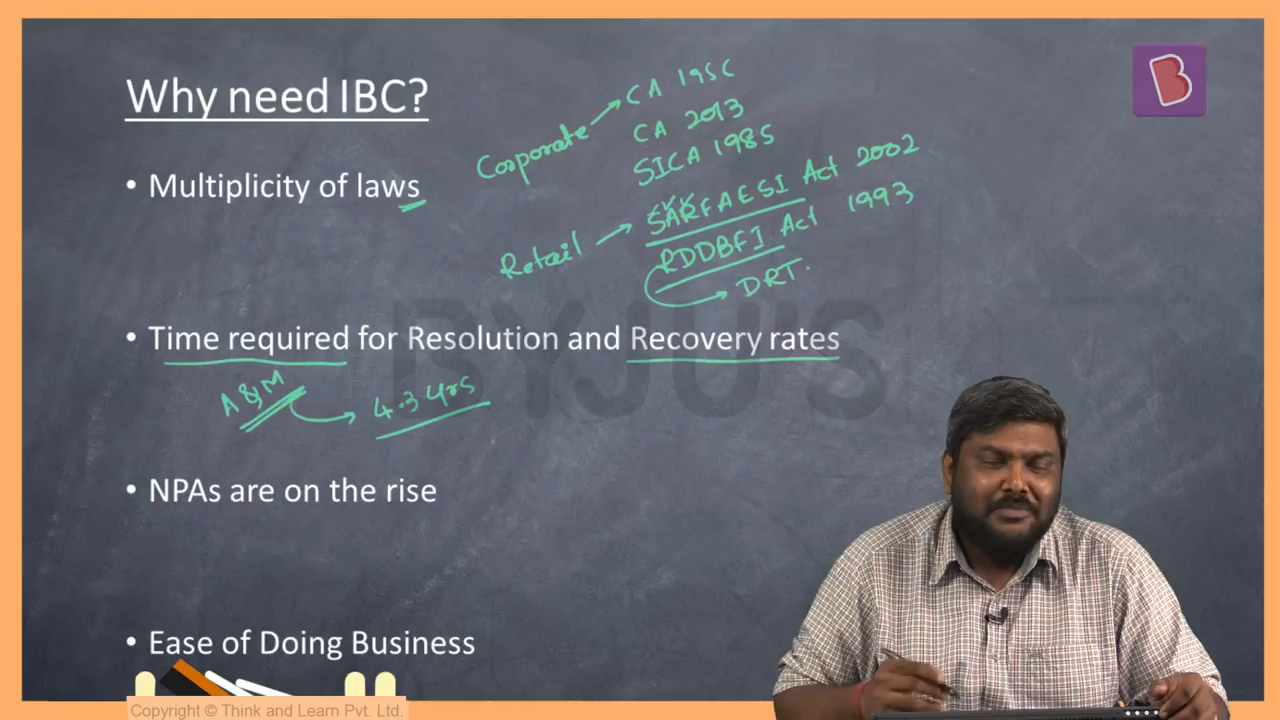 Why need IBC?
B
Corporate → CA 1956
CA 2013
SICA 1985
• Multiplicity of laws
Retail → SARFAESI Act 2002
RDDBFI Act 1993
→ DRT.
BYJU'S
• Time required for Resolution and Recovery rates
A&M → 4.3 yrs
• NPAs are on the rise
• Ease of Doing Business
Copyright © Think and Learn Pvt. Ltd.